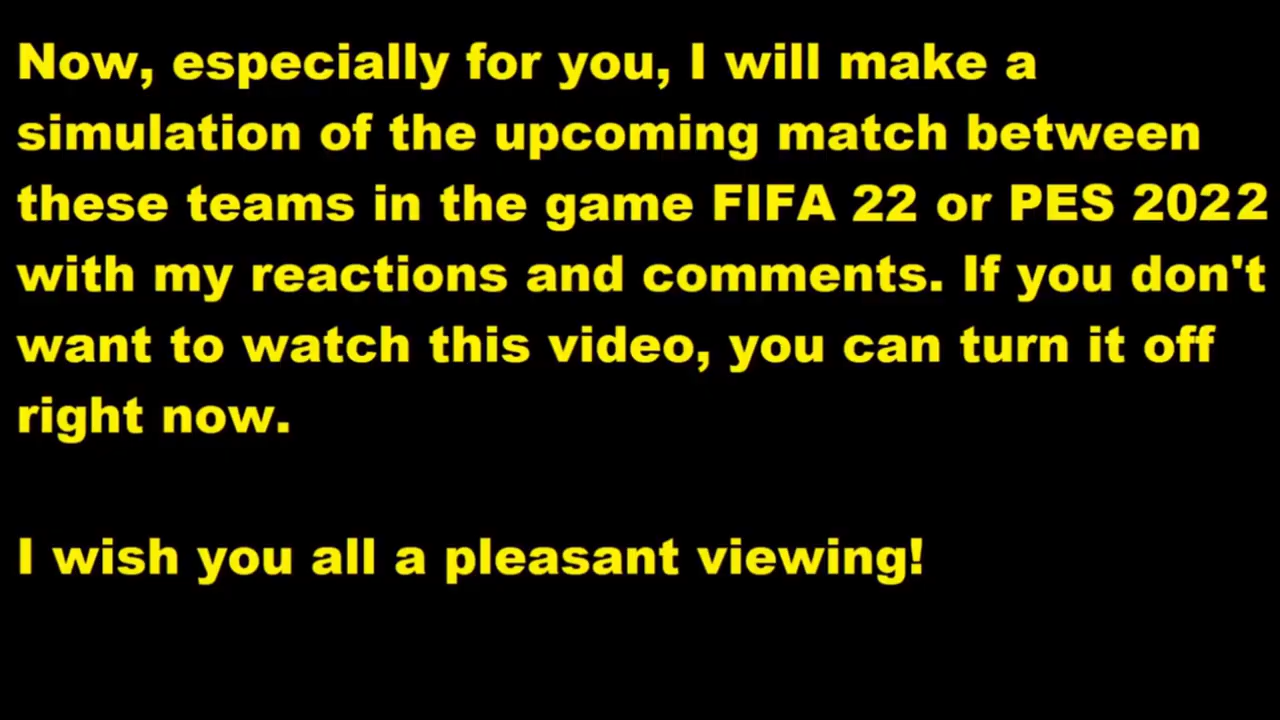 Now, especially for you, I will make a
simulation of the upcoming match between
these teams in the game FIFA 22 or PES 2022
with my reactions and comments. If you don't
want to watch this video, you can turn it off
right now.
I wish you all a pleasant viewing!